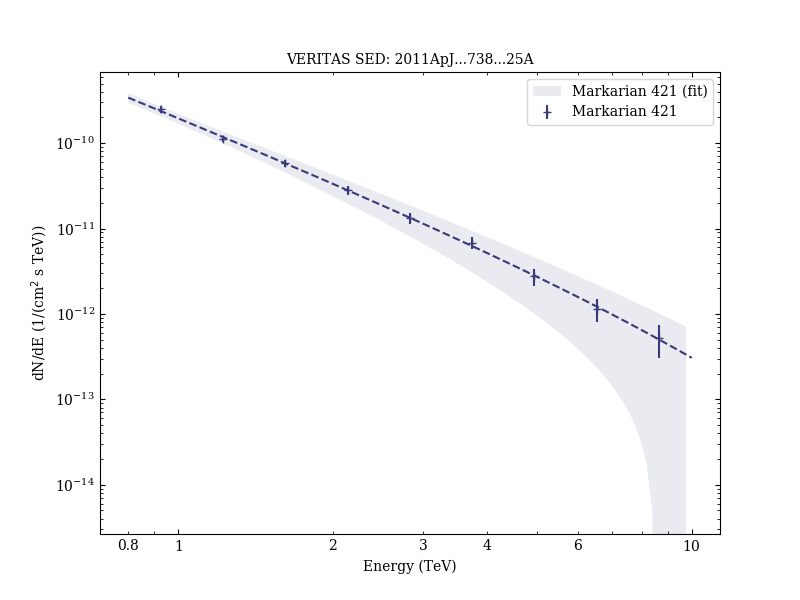 VERITAS SED: 2011ApJ...738...25A
Markarian 421 (fit)
Markarian 421
dN/dE (1/(cm² s TeV))
10⁻¹⁰
10⁻¹¹
10⁻¹²
10⁻¹³
10⁻¹⁴
0.8 1 2 3 4 6 10
Energy (TeV)